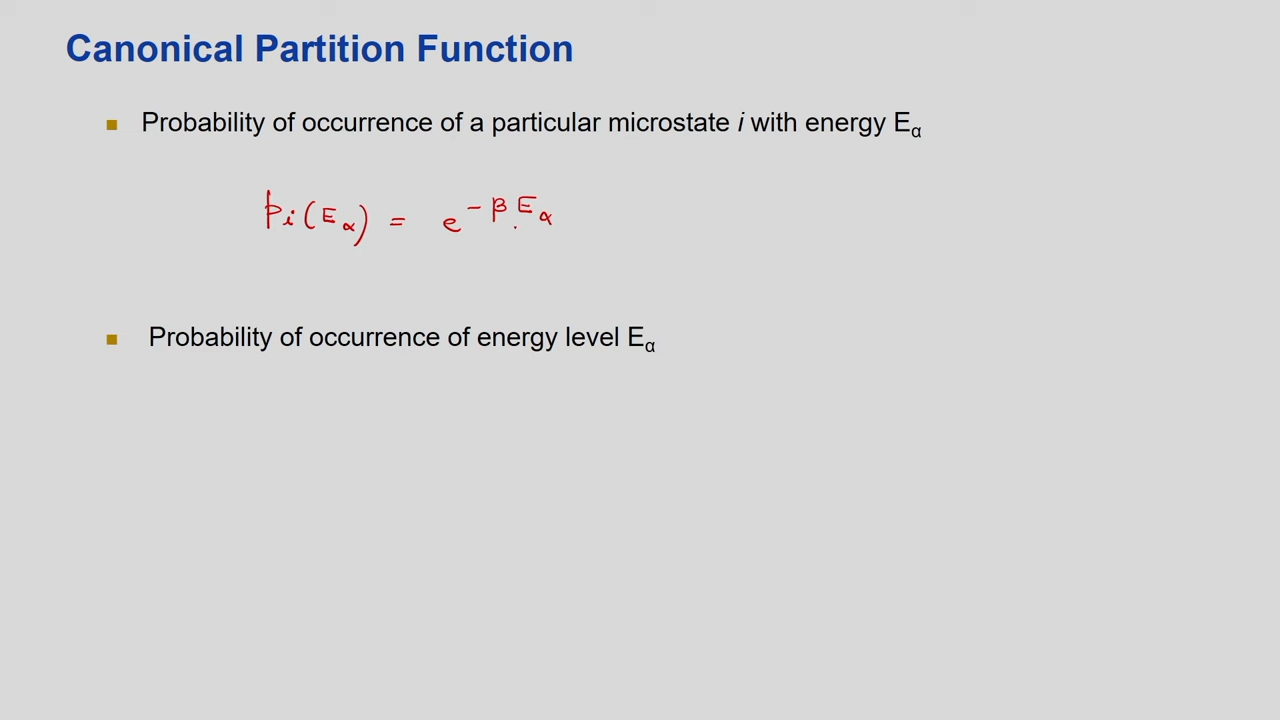 Canonical Partition Function
Probability of occurrence of a particular microstate i with energy Eα
pi(Eα) = e^-βEα
Probability of occurrence of energy level Eα